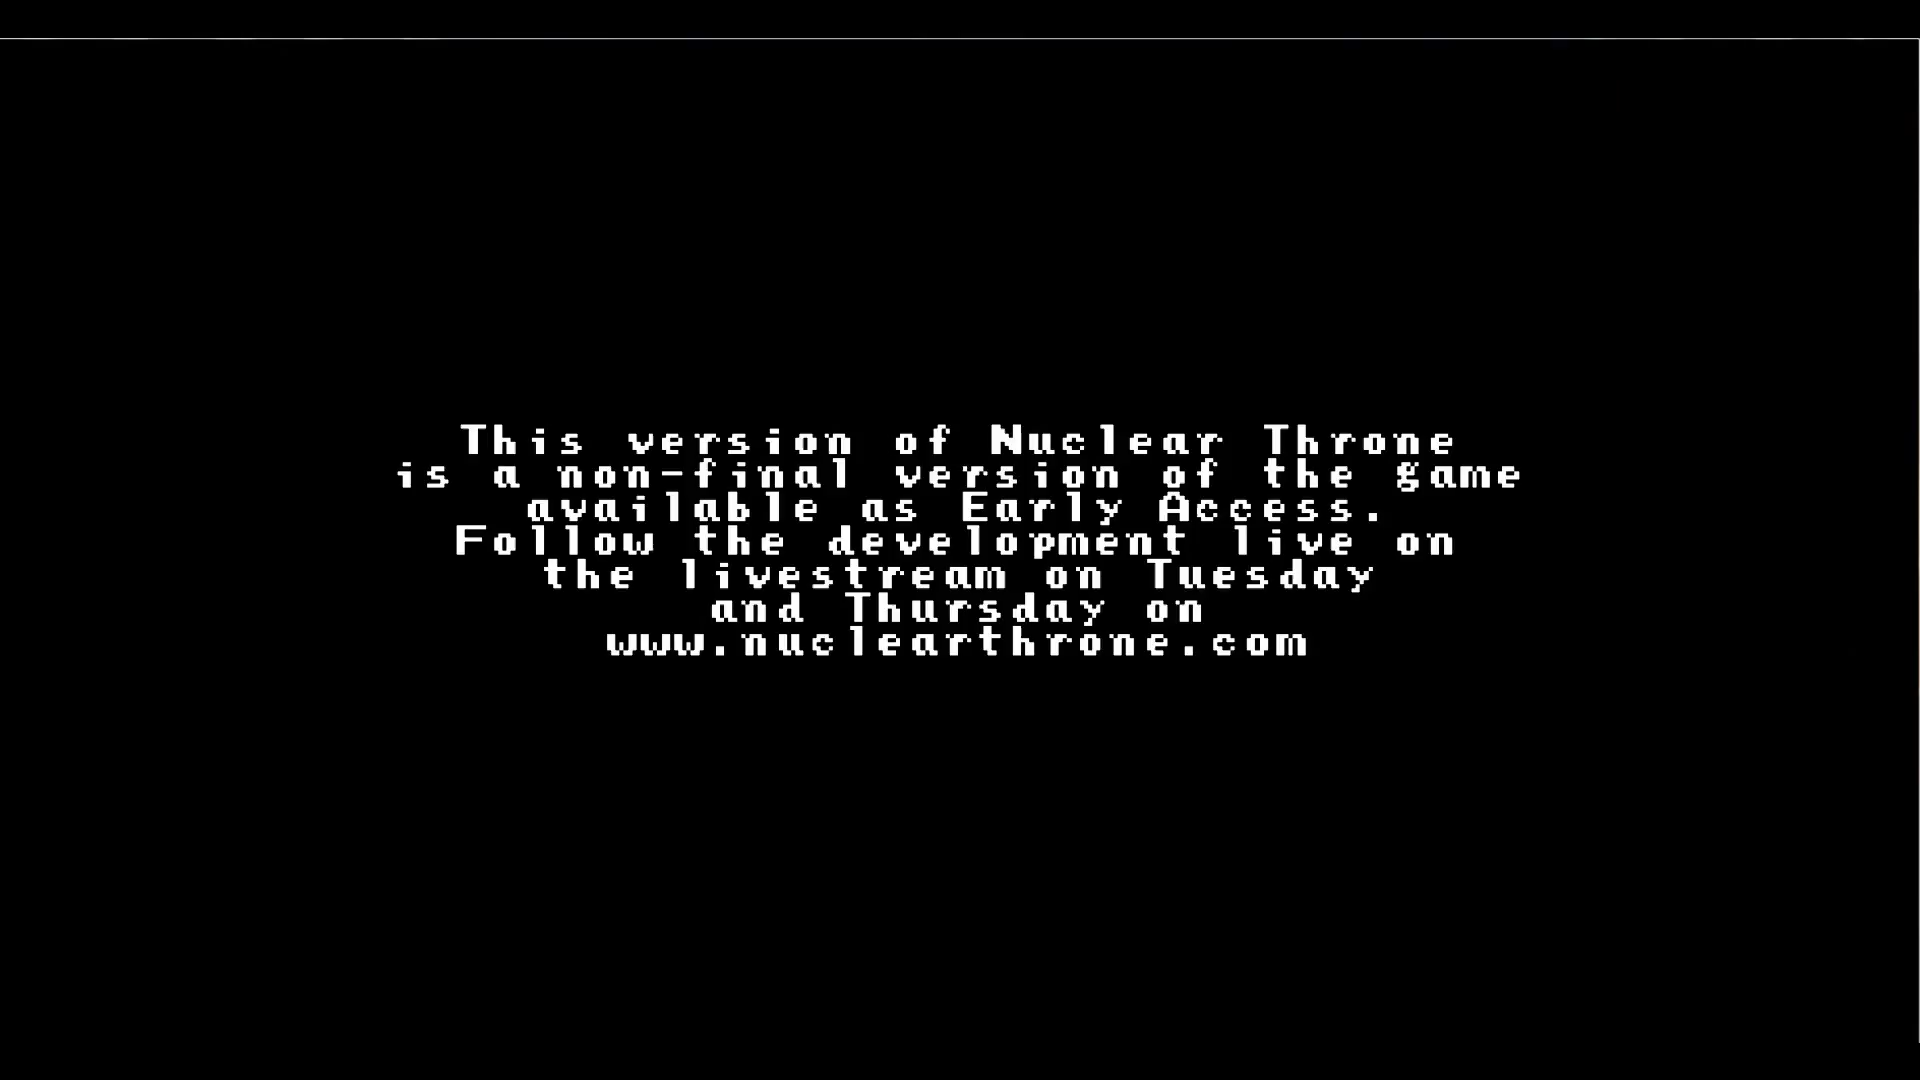 This version of Nuclear Throne
is a non-final version of the game
available as Early Access.
Follow the development live on
the livestream on Tuesday
and Thursday on
www.nuclearthrone.com